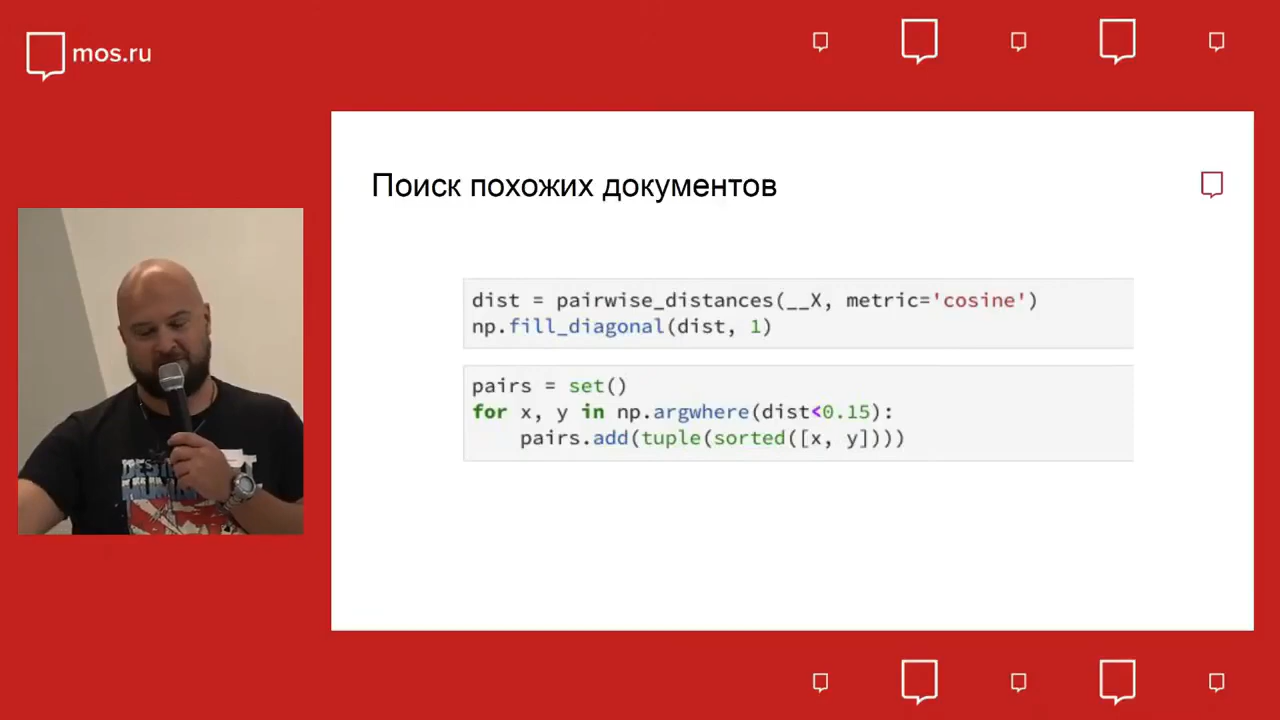 mos.ru
Поиск похожих документов
dist = pairwise_distances(__X, metric='cosine')
np.fill_diagonal(dist, 1)
pairs = set()
for x, y in np.argwhere(dist<0.15):
pairs.add(tuple(sorted([x, y])))